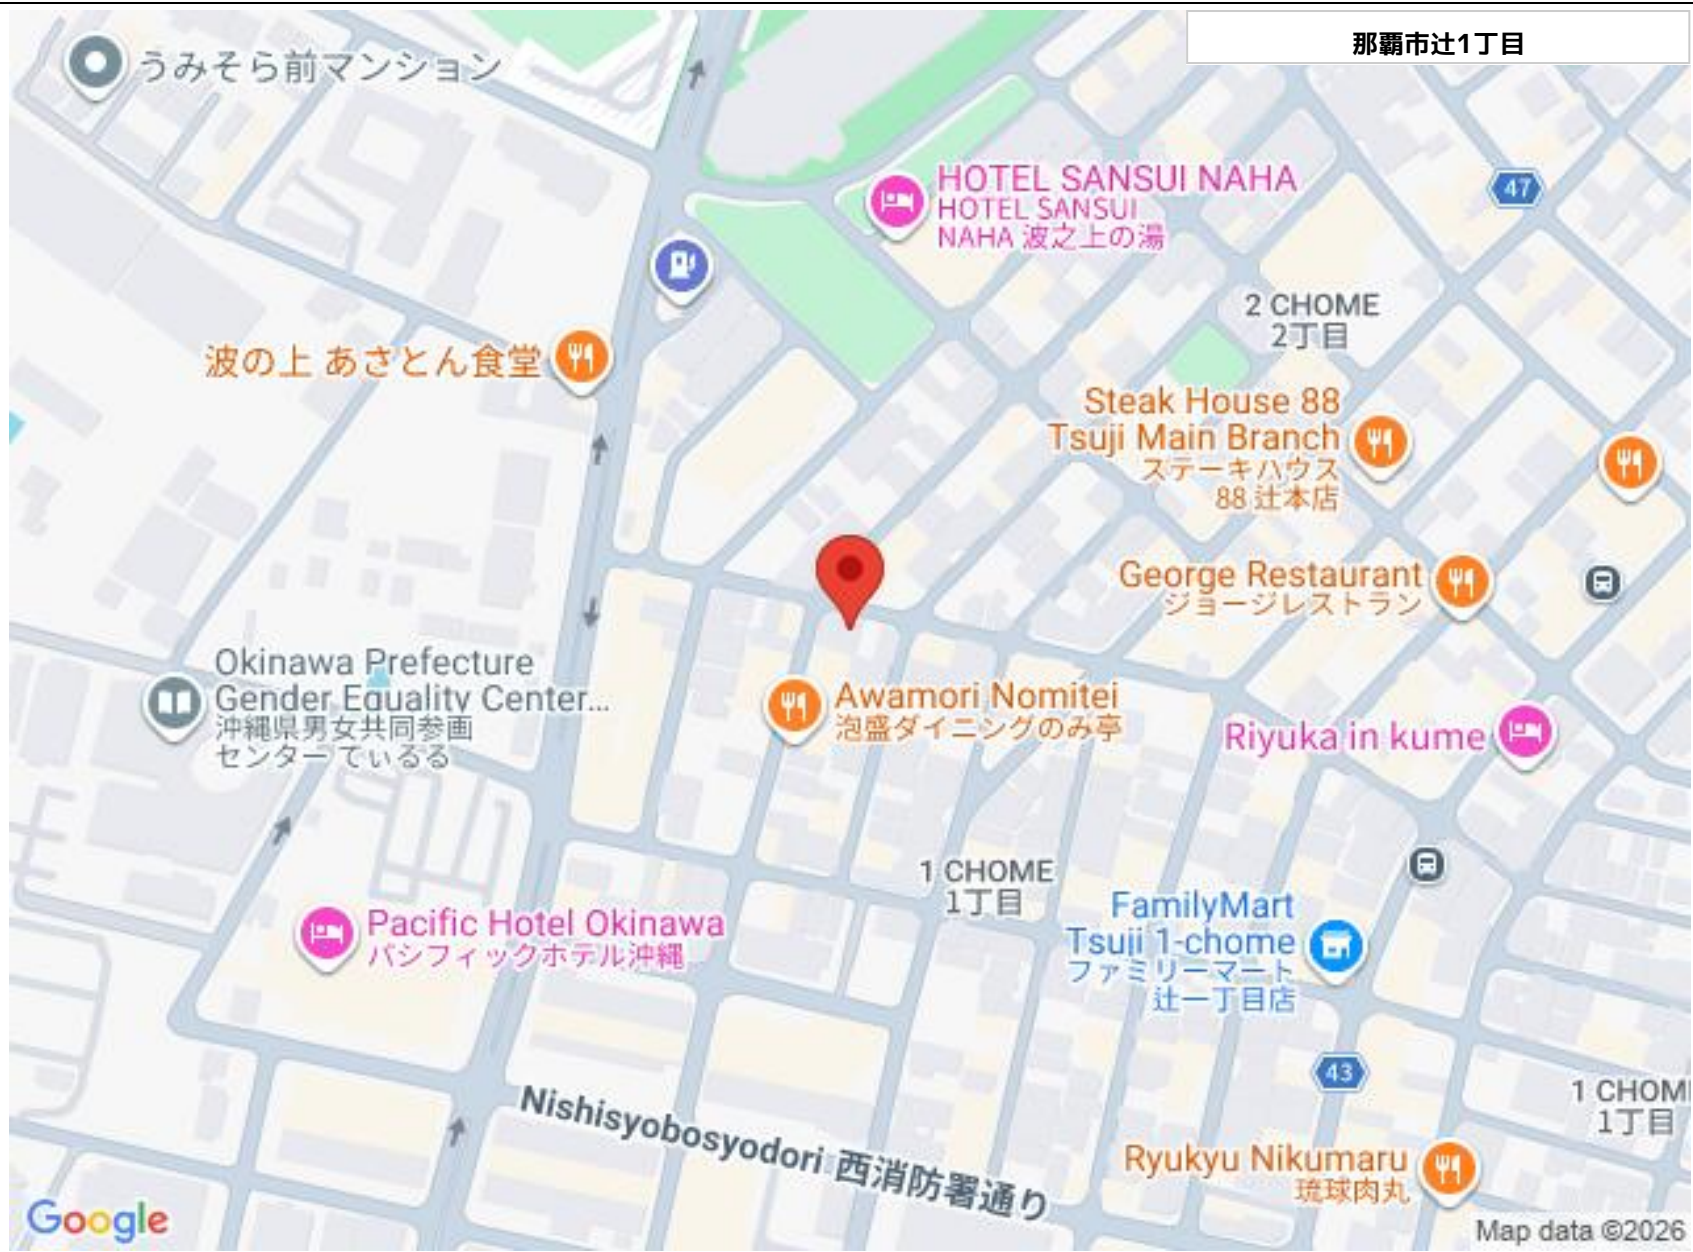 那覇市辻1丁目
うみそら前マンション
HOTEL SANSUI NAHA
HOTEL SANSUI
NAHA 波之上の湯
47
2 CHOME
2丁目
波の上 あさとん食堂
Steak House 88
Tsuji Main Branch
ステーキハウス
88 辻本店
George Restaurant
ジョージレストラン
Okinawa Prefecture
Gender Equality Center...
沖縄県男女共同参画
センター てぃるる
Awamori Nomitei
泡盛ダイニングのみ亭
Riyuka in kume
1 CHOME
1丁目
Pacific Hotel Okinawa
パシフィックホテル沖縄
FamilyMart
Tsuji 1-chome
ファミリーマート
辻一丁目店
43
1 CHOM
1丁目
Nishisyobosyodori 西消防署通り
Ryukyu Nikumaru
琉球肉丸
Google
Map data ©2026